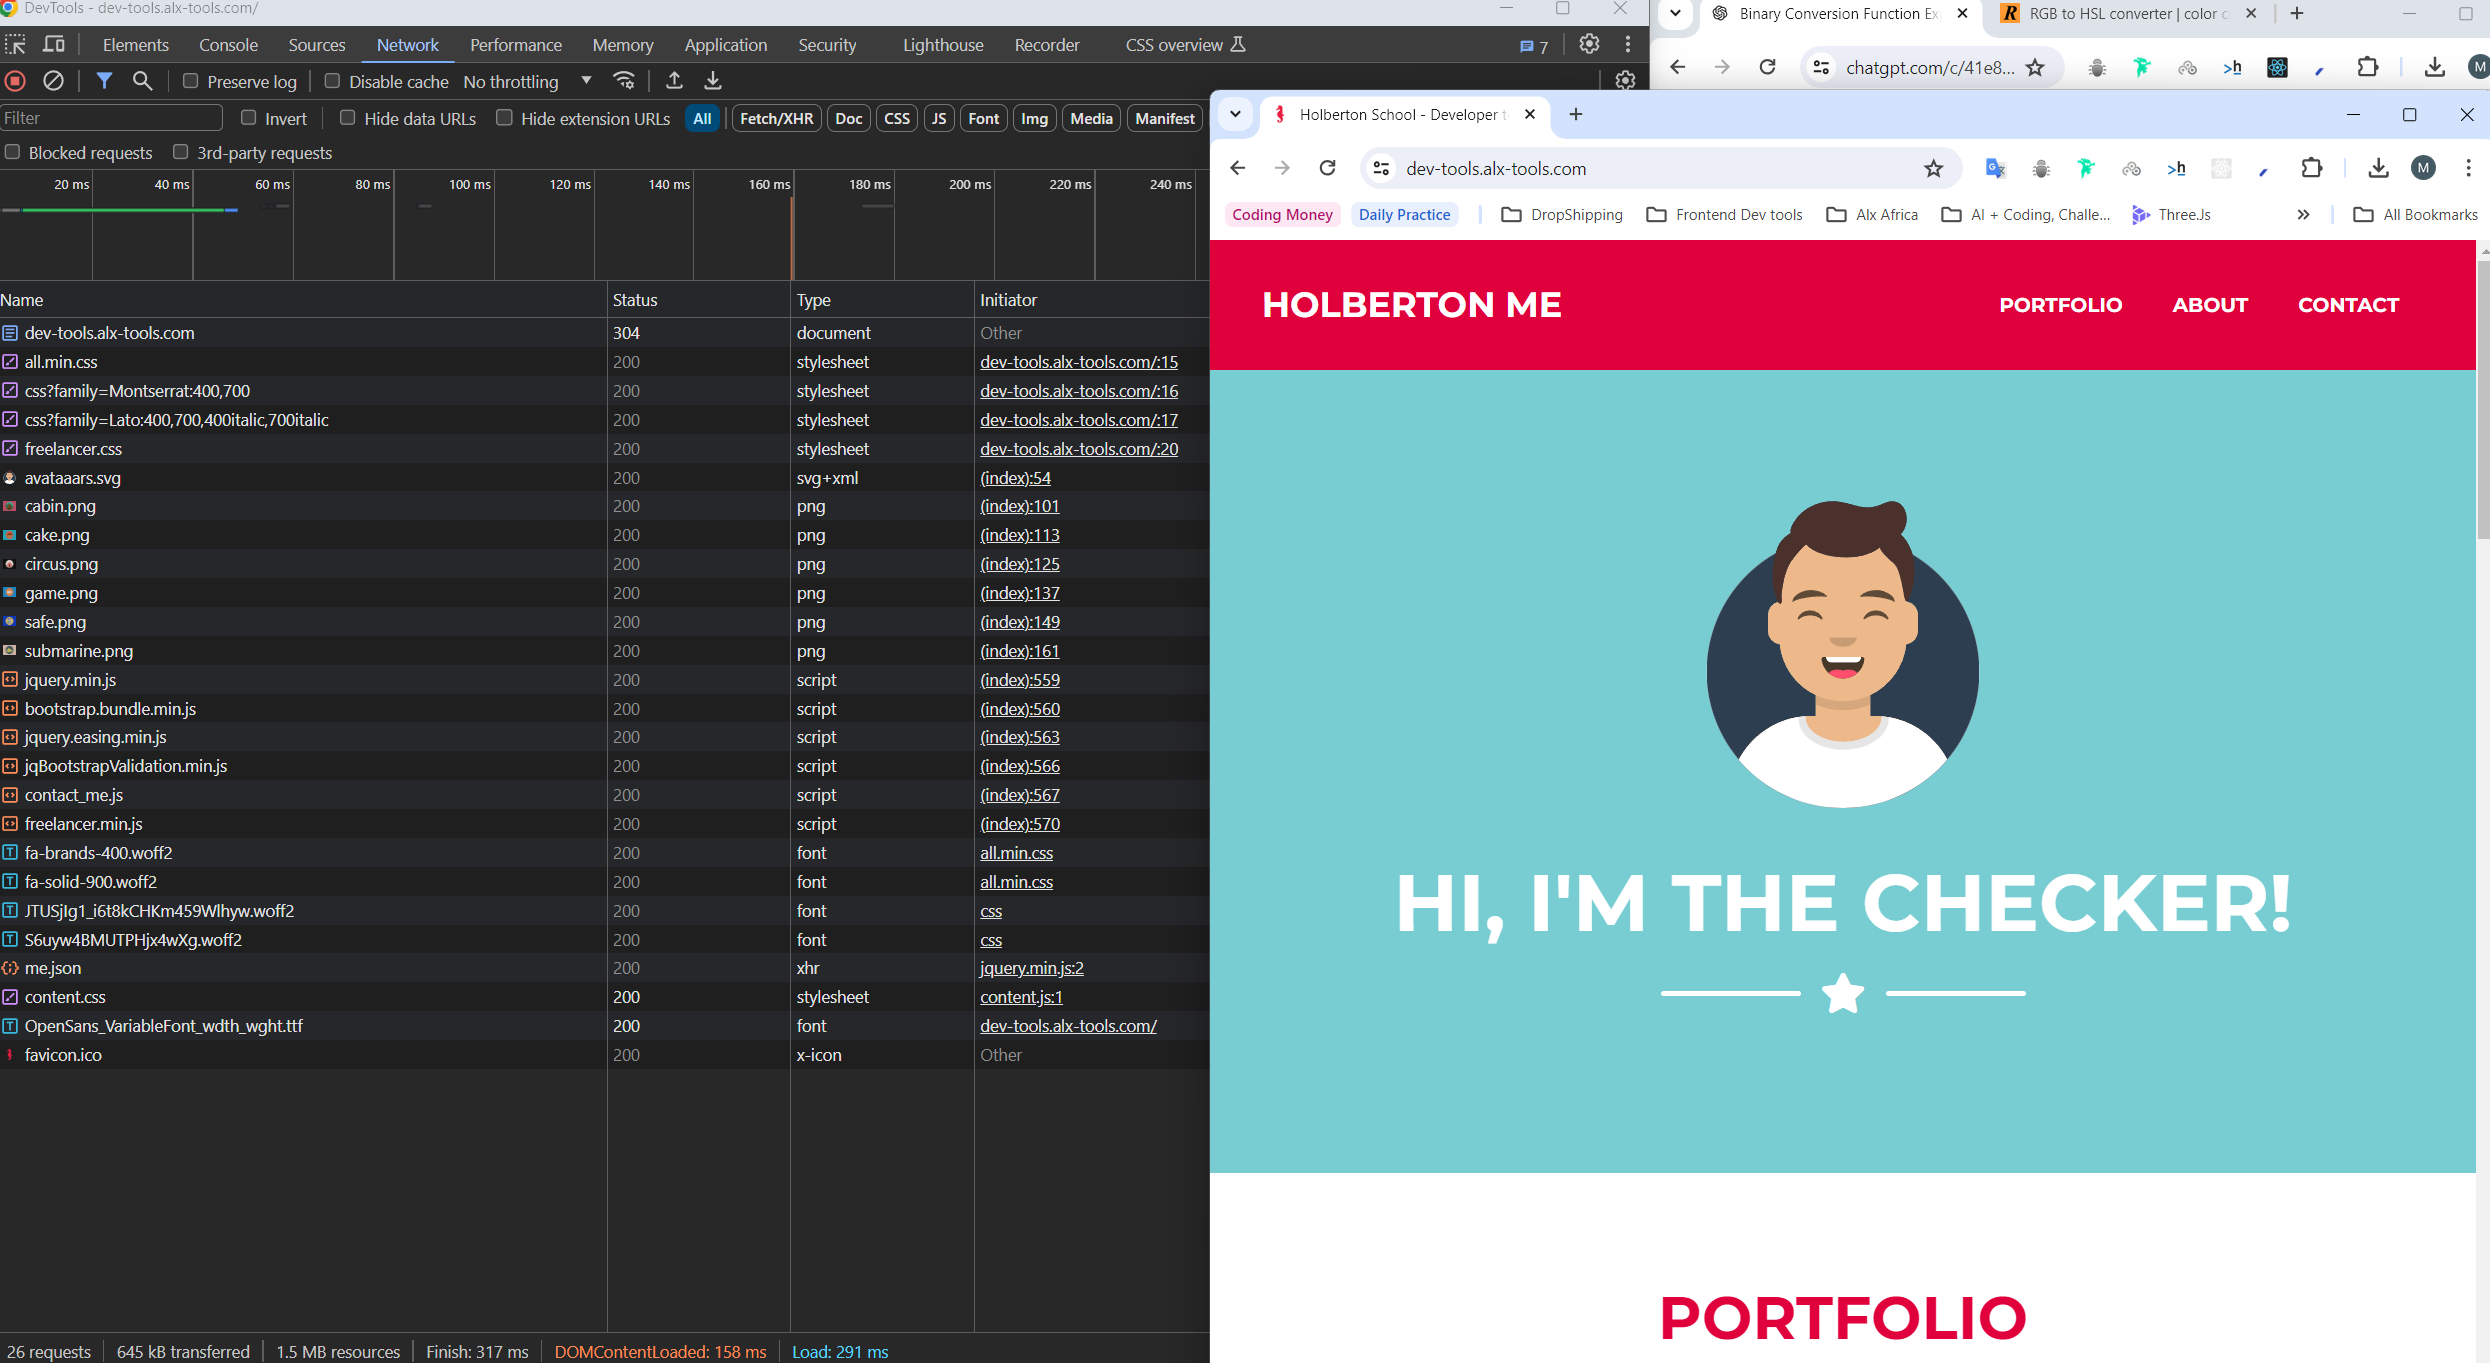 DevTools - dev-tools.alx-tools.com/
Elements Console Sources Network Performance Memory Application Security Lighthouse Recorder CSS overview 7
Preserve log Disable cache No throttling
Filter Invert Hide data URLs Hide extension URLs All Fetch/XHR Doc CSS JS Font Img Media Manifest
Blocked requests 3rd-party requests
20 ms 40 ms 60 ms 80 ms 100 ms 120 ms 140 ms 160 ms 180 ms 200 ms 220 ms 240 ms
Name Status Type Initiator
dev-tools.alx-tools.com 304 document Other
all.min.css 200 stylesheet dev-tools.alx-tools.com/:15
css?family=Montserrat:400,700 200 stylesheet dev-tools.alx-tools.com/:16
css?family=Lato:400,700,400italic,700italic 200 stylesheet dev-tools.alx-tools.com/:17
freelancer.css 200 stylesheet dev-tools.alx-tools.com/:20
avataaars.svg 200 svg+xml (index):54
cabin.png 200 png (index):101
cake.png 200 png (index):113
circus.png 200 png (index):125
game.png 200 png (index):137
safe.png 200 png (index):149
submarine.png 200 png (index):161
jquery.min.js 200 script (index):559
bootstrap.bundle.min.js 200 script (index):560
jquery.easing.min.js 200 script (index):563
jqBootstrapValidation.min.js 200 script (index):566
contact_me.js 200 script (index):567
freelancer.min.js 200 script (index):570
fa-brands-400.woff2 200 font all.min.css
fa-solid-900.woff2 200 font all.min.css
JTUSjIg1_i6t8kCHKm459Wlhyw.woff2 200 font css
S6uyw4BMUTPHjx4wXg.woff2 200 font css
me.json 200 xhr jquery.min.js:2
content.css 200 stylesheet content.js:1
OpenSans_VariableFont_wdth_wght.ttf 200 font dev-tools.alx-tools.com/
favicon.ico 200 x-icon Other
26 requests 645 kB transferred 1.5 MB resources Finish: 317 ms DOMContentLoaded: 158 ms Load: 291 ms
Binary Conversion Function Ex RGB to HSL converter | color c
chatgpt.com/c/41e8... >h M
Holberton School - Developer t
dev-tools.alx-tools.com >h M
Coding Money Daily Practice DropShipping Frontend Dev tools Alx Africa AI + Coding, Challe... Three.Js All Bookmarks
HOLBERTON ME PORTFOLIO ABOUT CONTACT
HI, I'M THE CHECKER!
PORTFOLIO